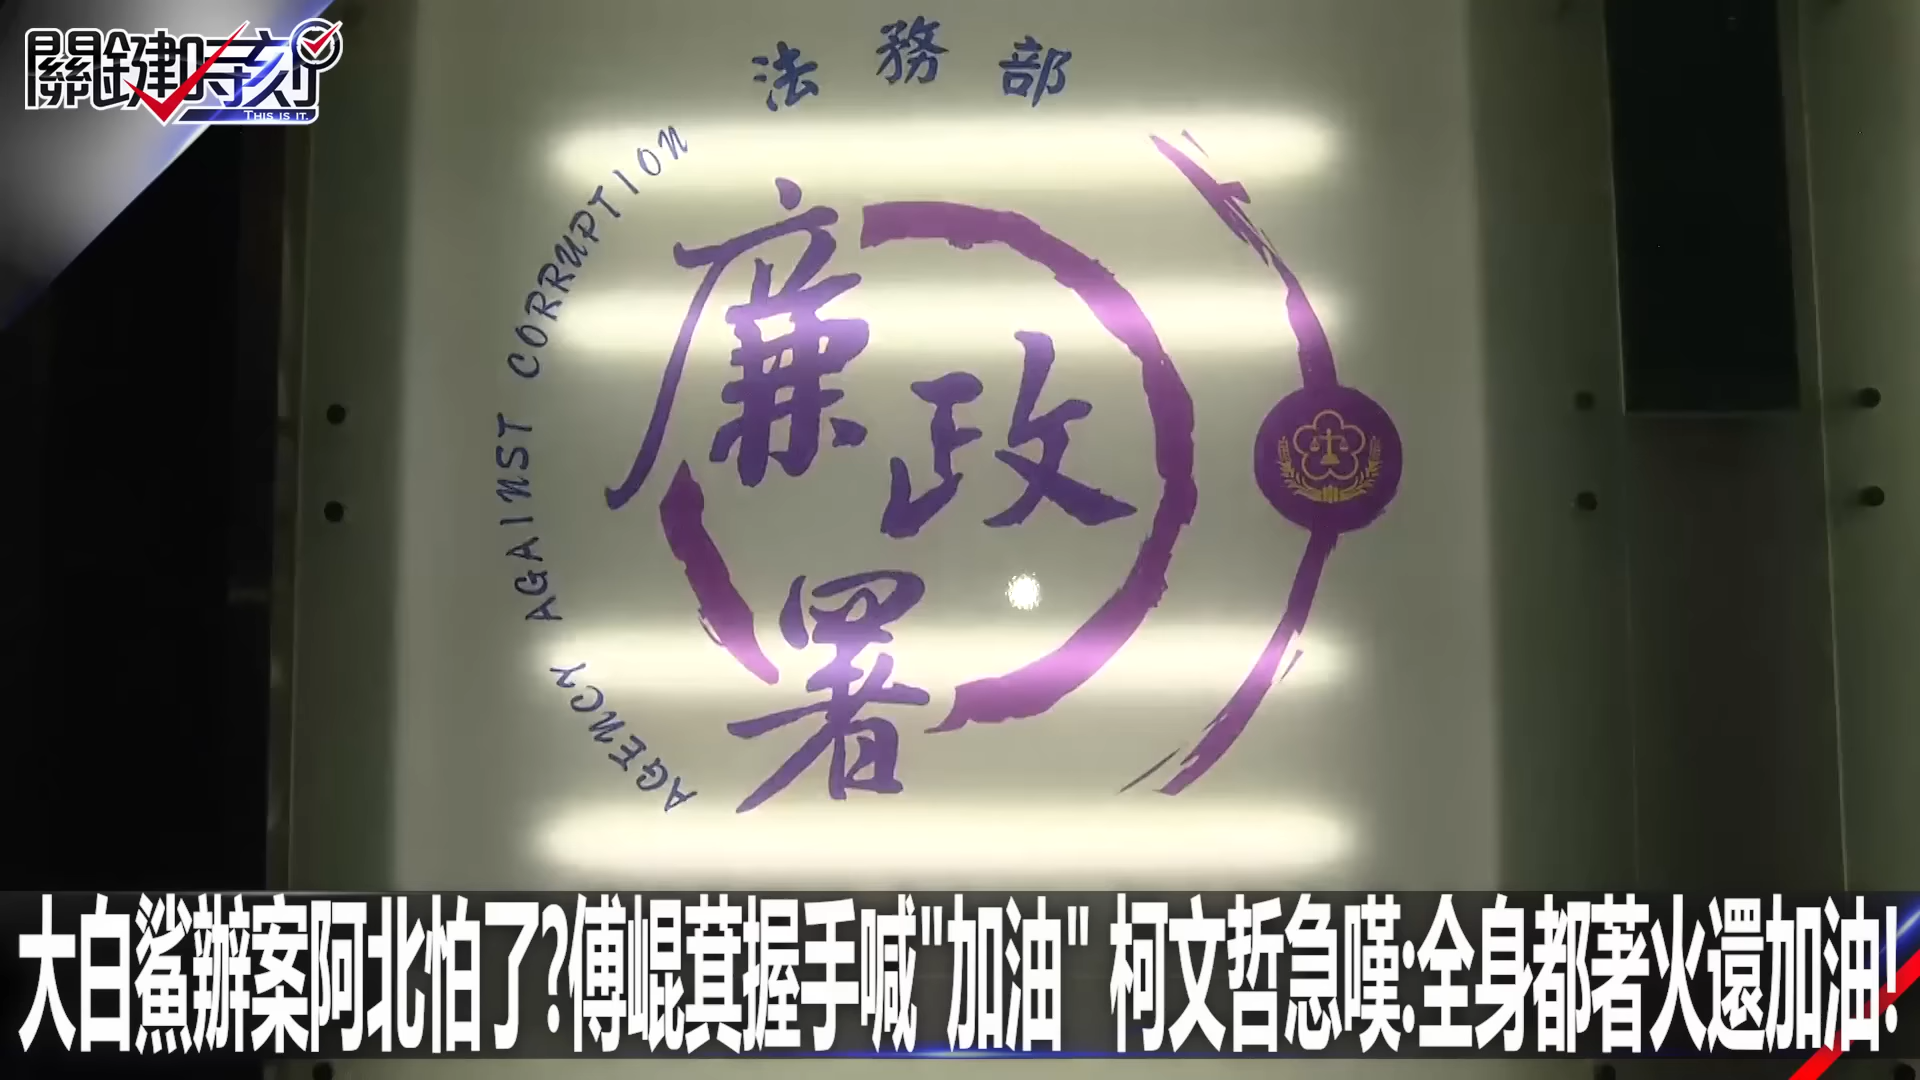 關鍵時刻
THIS IS IT.
法務部
AGENCY AGAINST CORRUPTION
廉政
署
大白鯊辦案阿北怕了?傅崐萁握手喊"加油" 柯文哲急嘆:全身都著火還加油!